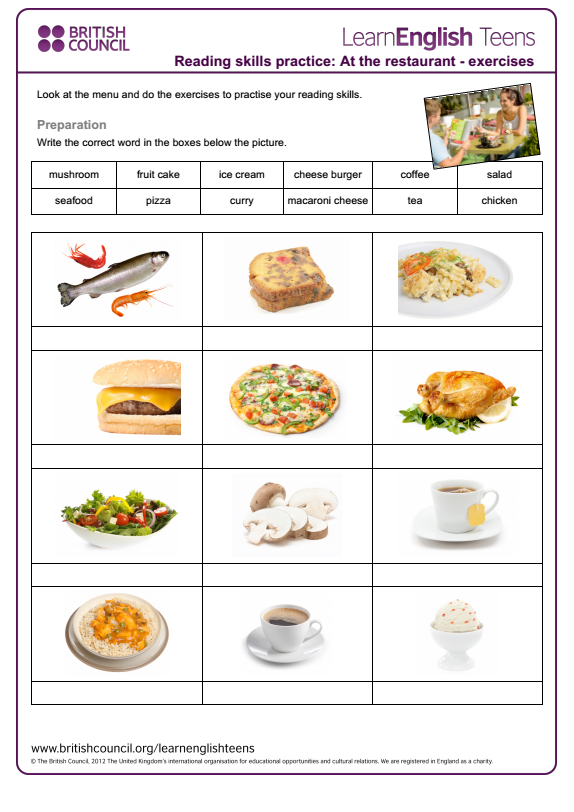 BRITISH
COUNCIL
LearnEnglish Teens
Reading skills practice: At the restaurant - exercises
Look at the menu and do the exercises to practise your reading skills.
Preparation
Write the correct word in the boxes below the picture.
mushroom fruit cake ice cream cheese burger coffee salad
seafood pizza curry macaroni cheese tea chicken
www.britishcouncil.org/learnenglishteens
© The British Council, 2012 The United Kingdom's international organisation for educational opportunities and cultural relations. We are registered in England as a charity.